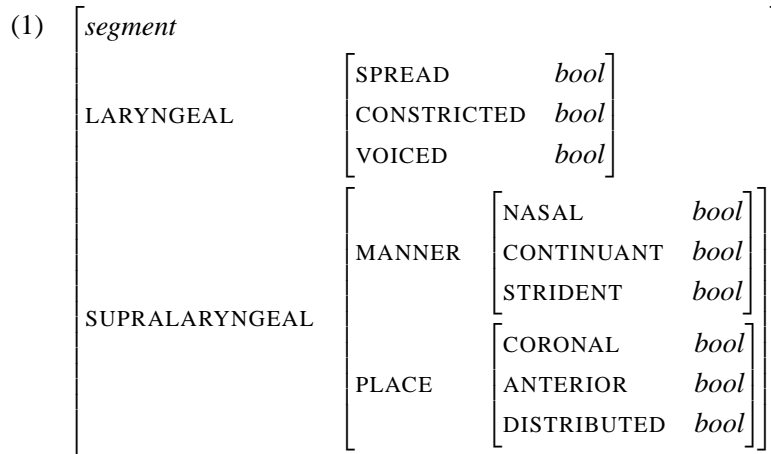 (1) segment
SPREAD bool
LARYNGEAL CONSTRICTED bool
VOICED bool
NASAL bool
MANNER CONTINUANT bool
STRIDENT bool
SUPRALARYNGEAL
CORONAL bool
PLACE ANTERIOR bool
DISTRIBUTED bool